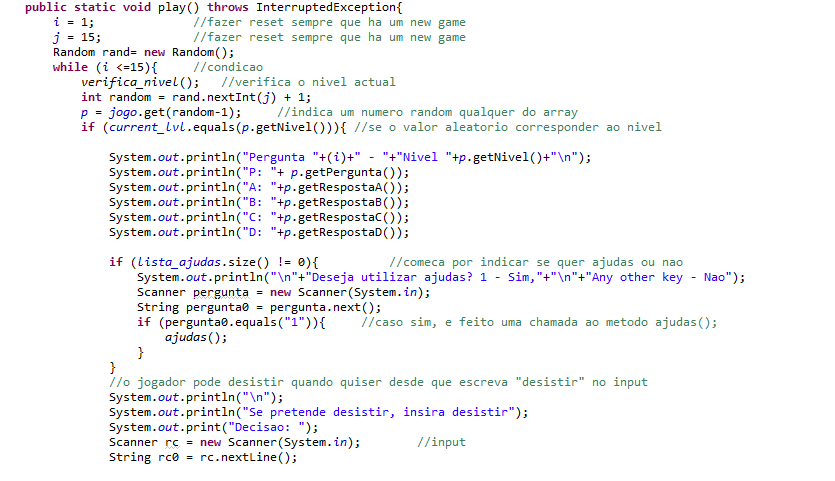 public static void play() throws InterruptedException{
i = 1; //fazer reset sempre que ha um new game
j = 15; //fazer reset sempre que ha um new game
Random rand= new Random();
while (i <=15){ //condicao
verifica_nivel(); //verifica o nivel actual
int random = rand.nextInt(j) + 1;
p = jogo.get(random-1); //indica um numero random qualquer do array
if (current_lvl.equals(p.getNivel())){ //se o valor aleatorio corresponder ao nivel
System.out.println("Pergunta "+(i)+" - "+"Nivel "+p.getNivel()+"\n");
System.out.println("P: "+ p.getPergunta());
System.out.println("A: "+p.getRespostaA());
System.out.println("B: "+p.getRespostaB());
System.out.println("C: "+p.getRespostaC());
System.out.println("D: "+p.getRespostaD());
if (lista_ajudas.size() != 0){ //comeca por indicar se quer ajudas ou nao
System.out.println("\n"+"Deseja utilizar ajudas? 1 - Sim,"+"\n"+"Any other key - Nao");
Scanner pergunta = new Scanner(System.in);
String pergunta0 = pergunta.next();
if (pergunta0.equals("1")){ //caso sim, e feito uma chamada ao metodo ajudas();
ajudas();
}
}
//o jogador pode desistir quando quiser desde que escreva "desistir" no input
System.out.println("\n");
System.out.println("Se pretende desistir, insira desistir");
System.out.print("Decisao: ");
Scanner rc = new Scanner(System.in); //input
String rc0 = rc.nextLine();